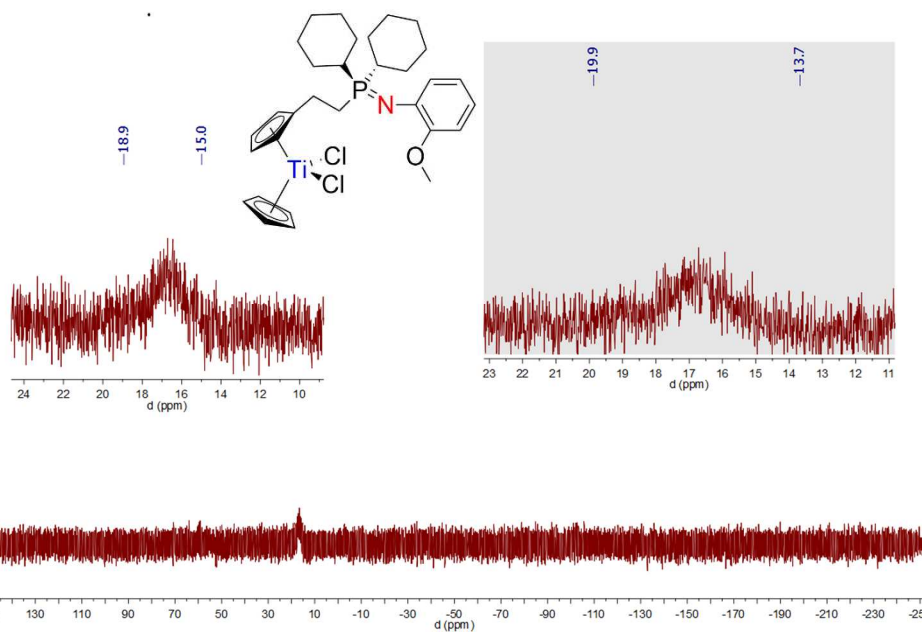 P
N
O
Ti
Cl
Cl
—18.9
—15.0
24 22 20 18 16 14 12 10
d (ppm)
—19.9
—13.7
23 22 21 20 19 18 17 16 15 14 13 12 11
d (ppm)
130 110 90 70 50 30 10 -10 -30 -50 -70 -90 -110 -130 -150 -170 -190 -210 -230 -25
d (ppm)